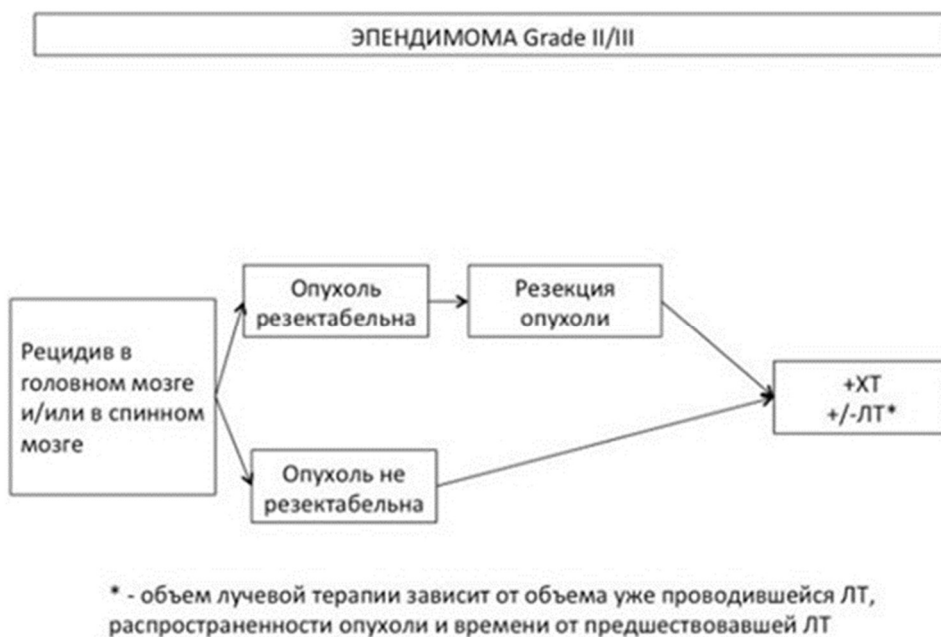 ЭПЕНДИМОМА Grade II/III
Опухоль
резектабельна
Резекция
опухоли
Рецидив в
головном мозге
и/или в спинном
мозге
+ХТ
+/-ЛТ*
Опухоль не
резектабельна
* - объем лучевой терапии зависит от объема уже проводившейся ЛТ,
распространенности опухоли и времени от предшествовавшей ЛТ